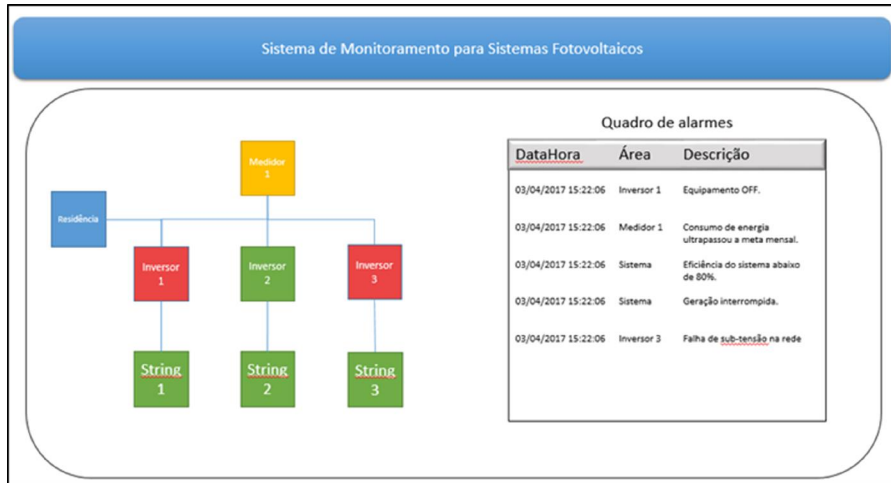 Sistema de Monitoramento para Sistemas Fotovoltaicos
Medidor
1
Residência
Inversor
1
Inversor
2
Inversor
3
String
1
String
2
String
3
Quadro de alarmes
DataHora Área Descrição
03/04/2017 15:22:06 Inversor 1 Equipamento OFF.
03/04/2017 15:22:06 Medidor 1 Consumo de energia
ultrapassou a meta mensal.
03/04/2017 15:22:06 Sistema Eficiência do sistema abaixo
de 80%.
03/04/2017 15:22:06 Sistema Geração interrompida.
03/04/2017 15:22:06 Inversor 3 Falha de sub-tensão na rede